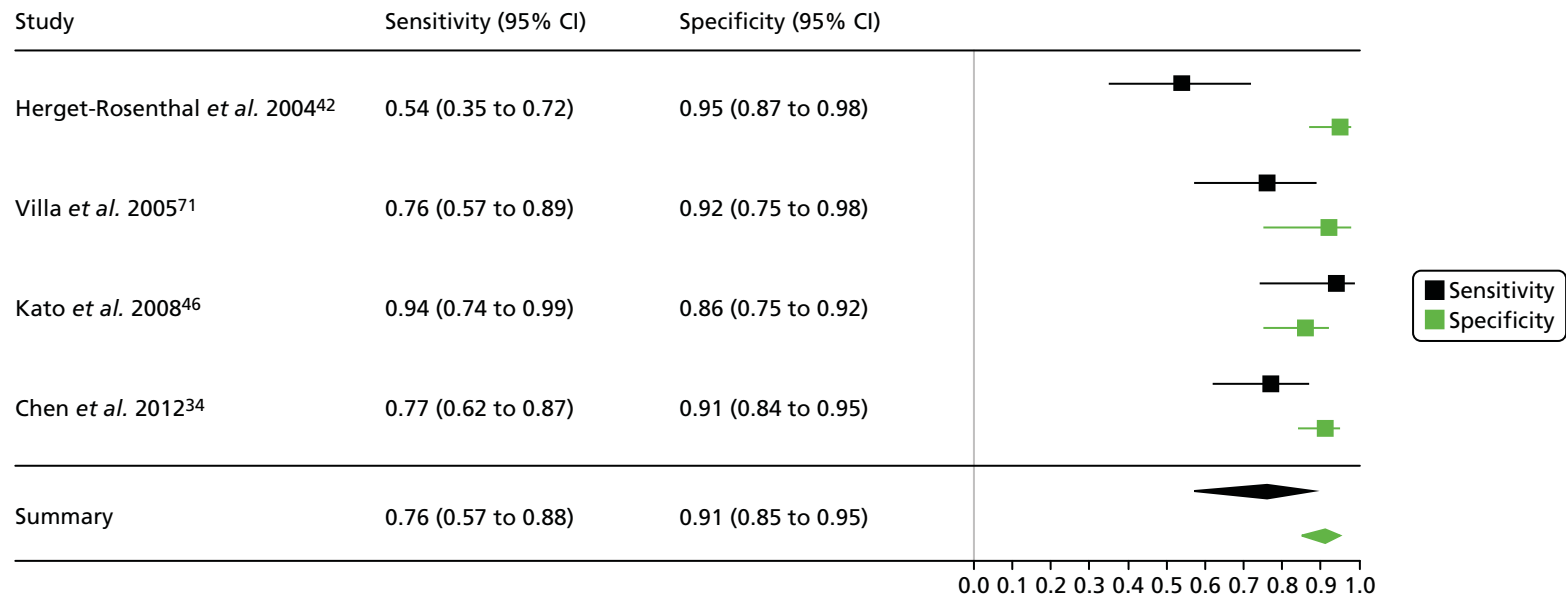 Study Sensitivity (95% CI) Specificity (95% CI)
Herget-Rosenthal et al. 2004⁴² 0.54 (0.35 to 0.72) 0.95 (0.87 to 0.98)
Villa et al. 2005⁷¹ 0.76 (0.57 to 0.89) 0.92 (0.75 to 0.98)
Kato et al. 2008⁴⁶ 0.94 (0.74 to 0.99) 0.86 (0.75 to 0.92)
Chen et al. 2012³⁴ 0.77 (0.62 to 0.87) 0.91 (0.84 to 0.95)
Summary 0.76 (0.57 to 0.88) 0.91 (0.85 to 0.95)
0.0 0.1 0.2 0.3 0.4 0.5 0.6 0.7 0.8 0.9 1.0
Sensitivity
Specificity